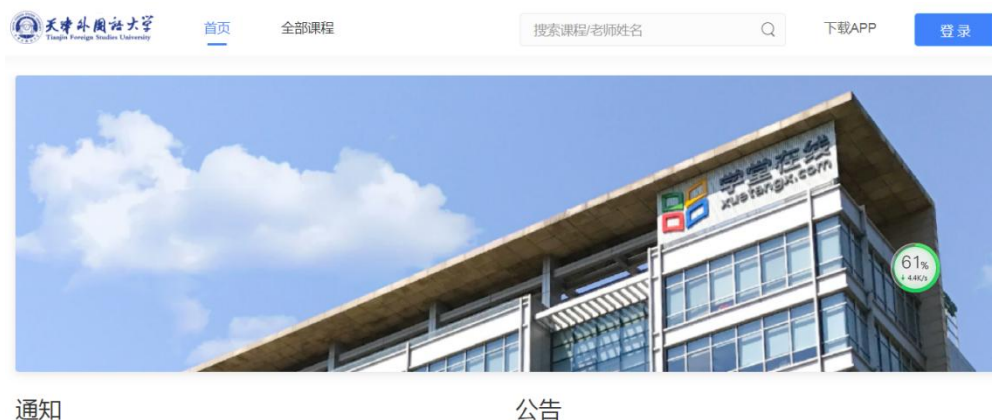 天津外国语大学
Tianjin Foreign Studies University
首页
全部课程
搜索课程/老师姓名
下载APP
登录
学堂在线
xuetangx.com
61%
↓ 4.4K/s
通知
公告